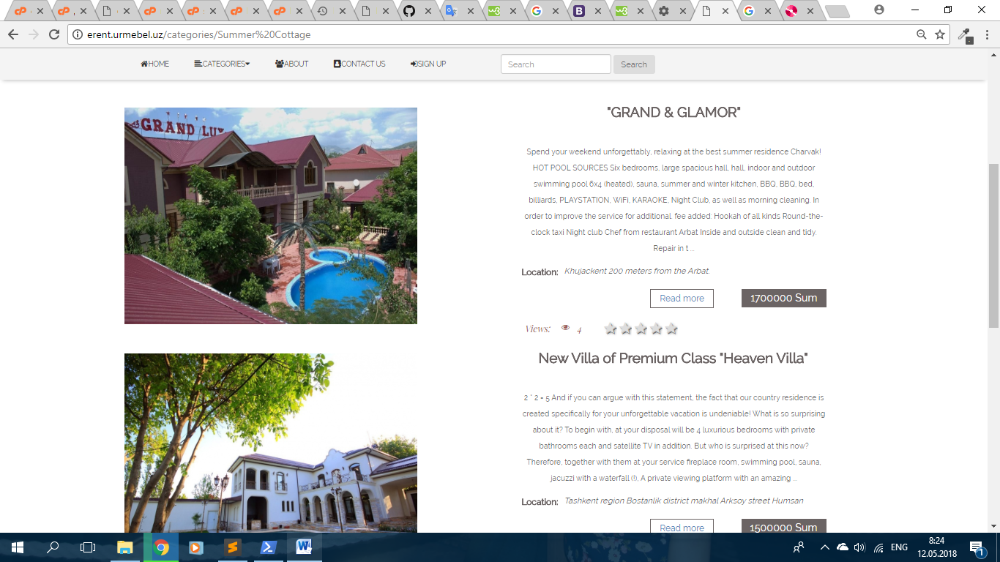 erent.urmebel.uz/categories/Summer%20Cottage
HOME CATEGORIES ABOUT CONTACT US SIGN UP Search Search
GRAND LUX
"GRAND & GLAMOR"
Spend your weekend unforgettably, relaxing at the best summer residence Charvak!
HOT POOL SOURCES Six bedrooms, large spacious hall, hall, indoor and outdoor
swimming pool 6x4 (heated), sauna, summer and winter kitchen, BBQ, BBQ, bed,
billiards, PLAYSTATION, WiFi, KARAOKE, Night Club, as well as morning cleaning. In
order to improve the service for additional. fee added: Hookah of all kinds Round-the-
clock taxi Night club Chef from restaurant Arbat Inside and outside clean and tidy.
Repair in t ...
Location: Khujackent 200 meters from the Arbat.
Read more 1700000 Sum
Views: 4
New Villa of Premium Class "Heaven Villa"
2 * 2 = 5 And if you can argue with this statement, the fact that our country residence is
created specifically for your unforgettable vacation is undeniable! What is so surprising
about it? To begin with, at your disposal will be 4 luxurious bedrooms with private
bathrooms each and satellite TV in addition. But who is surprised at this now?
Therefore, together with them at your service fireplace room, swimming pool, sauna,
jacuzzi with a waterfall (!), A private viewing platform with an amazing ...
Location: Tashkent region Bostanlik district makhal Arksoy street Humsan
Read more 1500000 Sum
ENG 8:24
12.05.2018 1